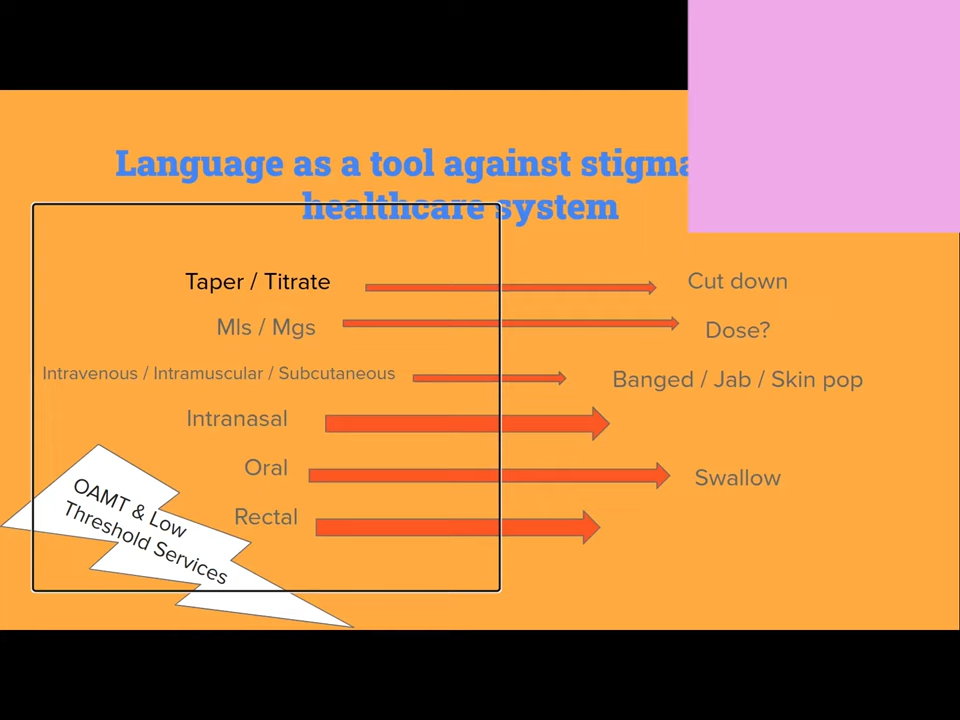 Language as a tool against stigma
healthcare system
Taper / Titrate
Cut down
Mls / Mgs
Dose?
Intravenous / Intramuscular / Subcutaneous
Banged / Jab / Skin pop
Intranasal
Oral
Swallow
Rectal
OAMT & Low
Threshold Services